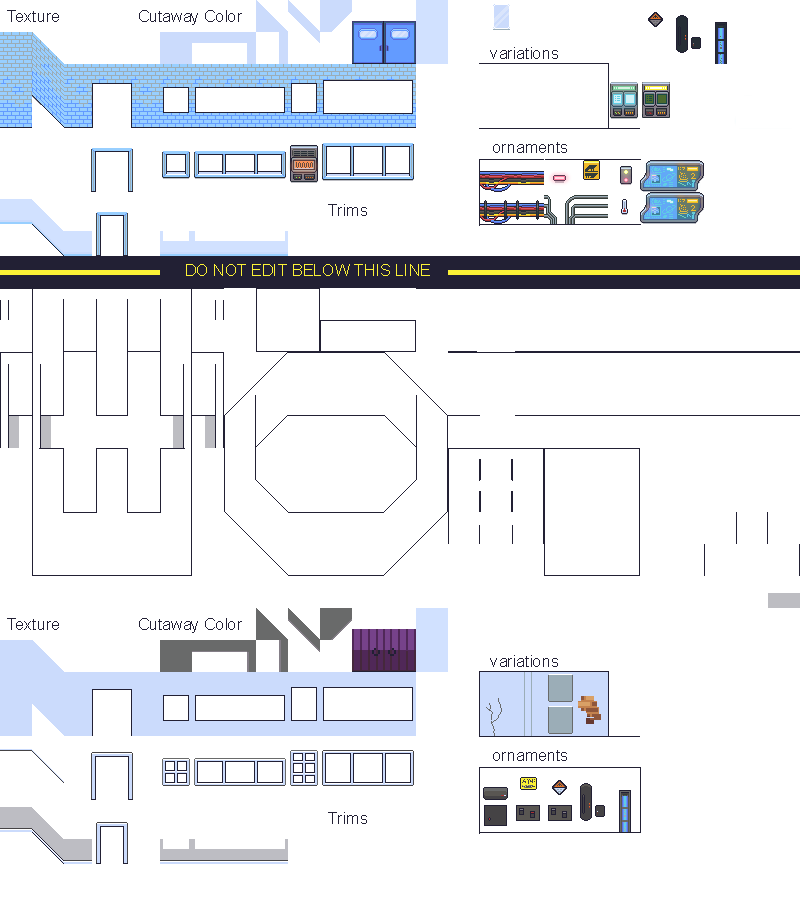 Texture
Cutaway Color
variations
ornaments
Trims
DO NOT EDIT BELOW THIS LINE
Texture
Cutaway Color
variations
ornaments
Trims